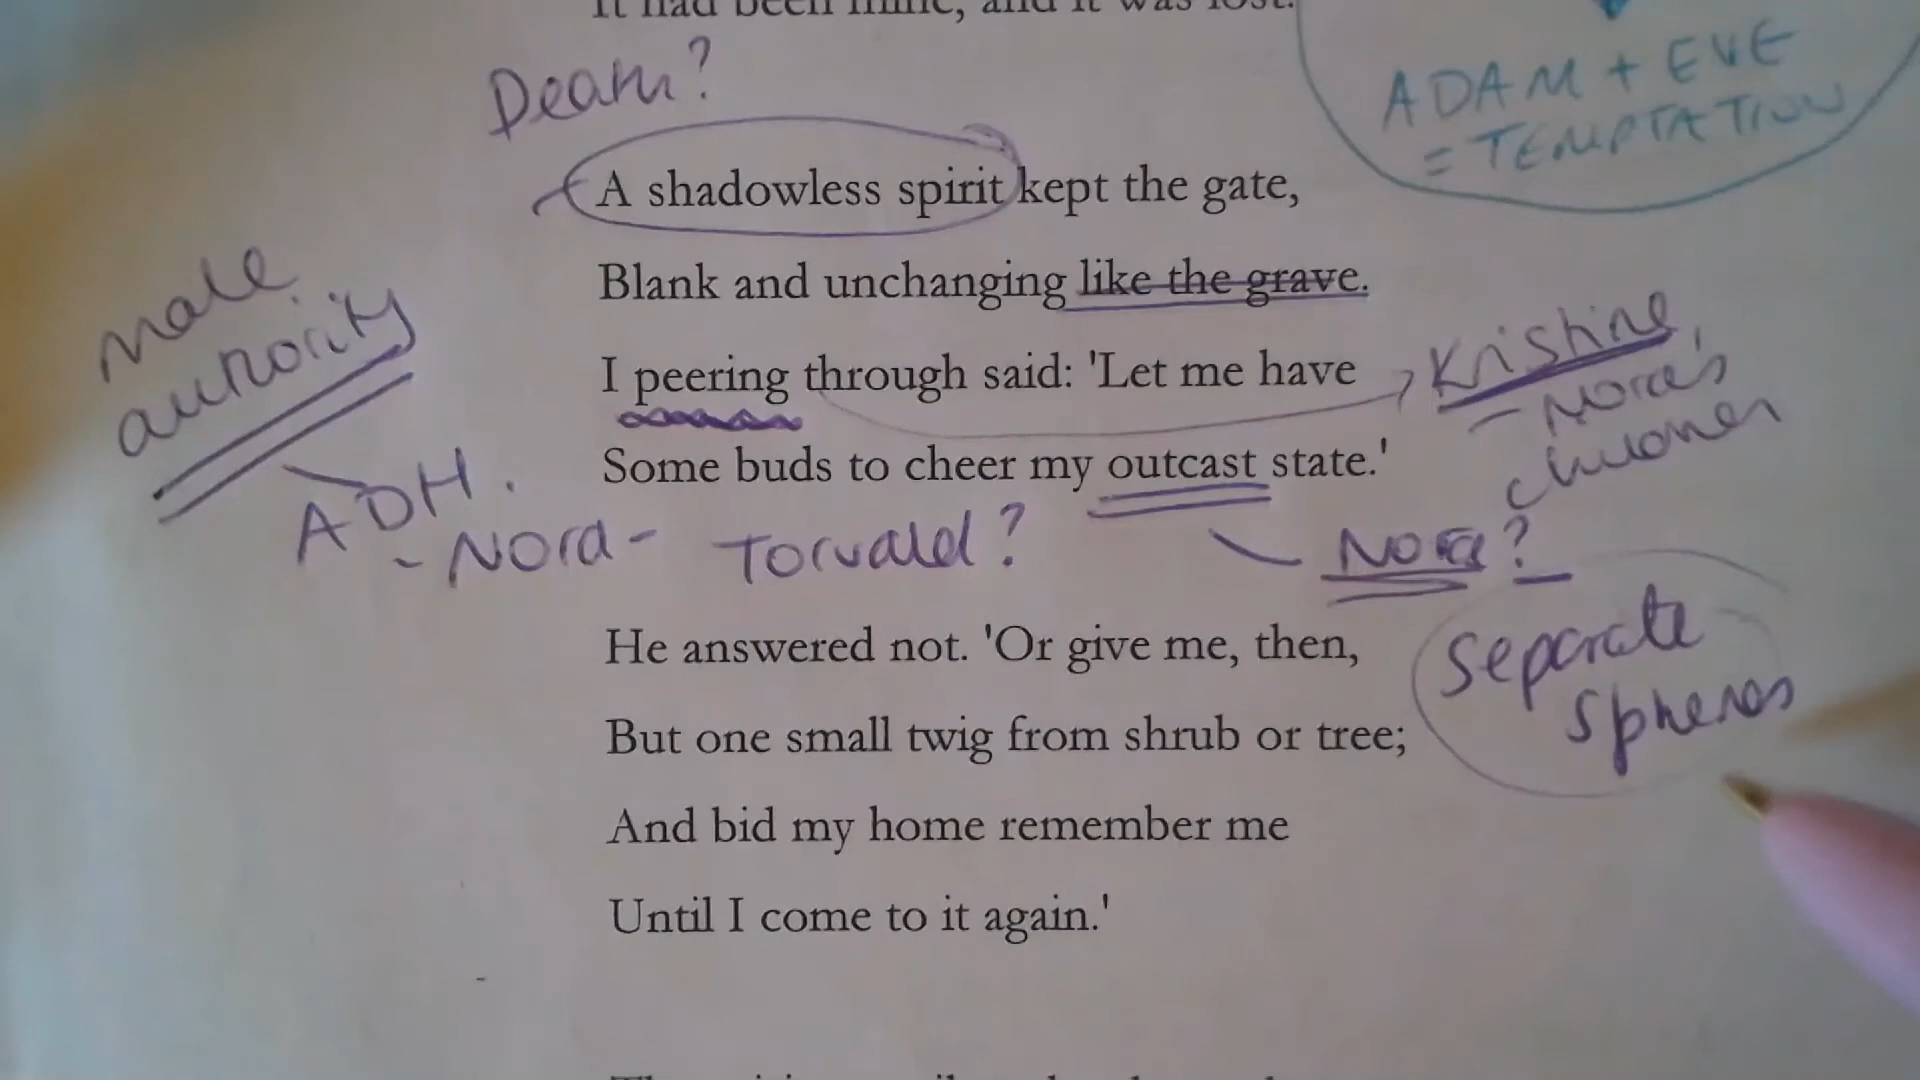 It had been mine, and it was lost.
Death?
ADAM + EVE
= TEMPTATION
A shadowless spirit kept the gate,
male
authority
Blank and unchanging like the grave.
I peering through said: 'Let me have
Kristine,
- Nora's
Some buds to cheer my outcast state.'
ADH.
- Nora - Torvald?
Nora?
He answered not. 'Or give me, then,
separate
spheres
But one small twig from shrub or tree;
And bid my home remember me
Until I come to it again.'